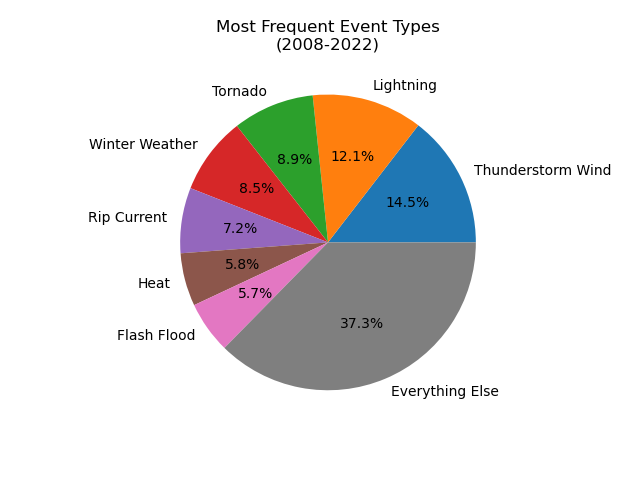 Most Frequent Event Types
(2008-2022)
Lightning
Tornado
Winter Weather
Thunderstorm Wind
Rip Current
Heat
Flash Flood
Everything Else
12.1%
8.9%
8.5%
14.5%
7.2%
5.8%
5.7%
37.3%